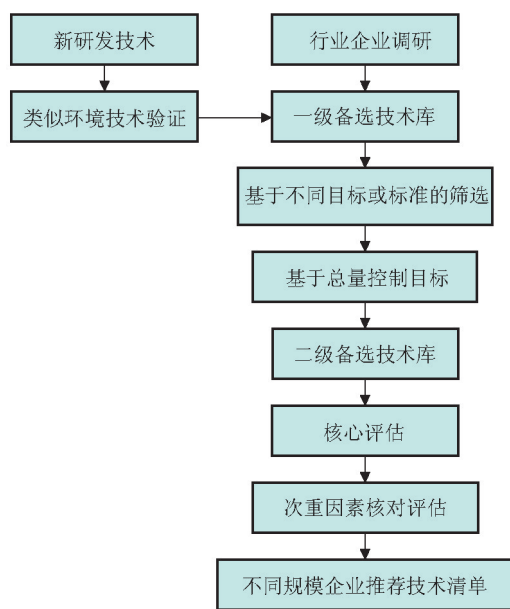 新研发技术
行业企业调研
类似环境技术验证
一级备选技术库
基于不同目标或标准的筛选
基于总量控制目标
二级备选技术库
核心评估
次重因素核对评估
不同规模企业推荐技术清单